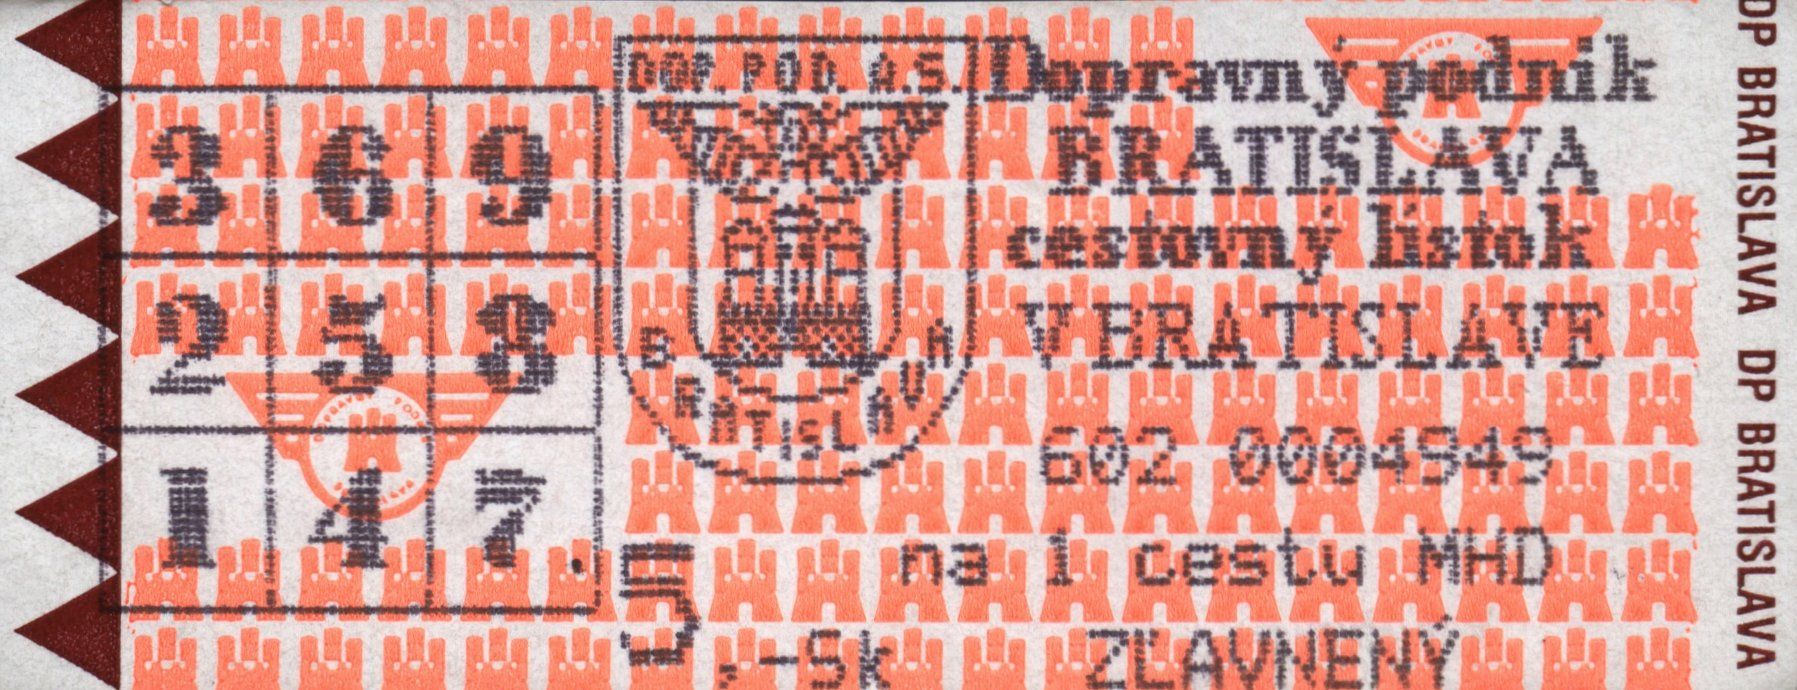 3 6 9
2 5 8
1 4 7
DOP. POD. A.S.
BRATISLAVA
Dopravný podnik
BRATISLAVA
cestovný lístok
V BRATISLAVE
602 0004949
na 1 cestu MHD
5,-Sk ZĽAVNENÝ
DP BRATISLAVA DP BRATISLAVA